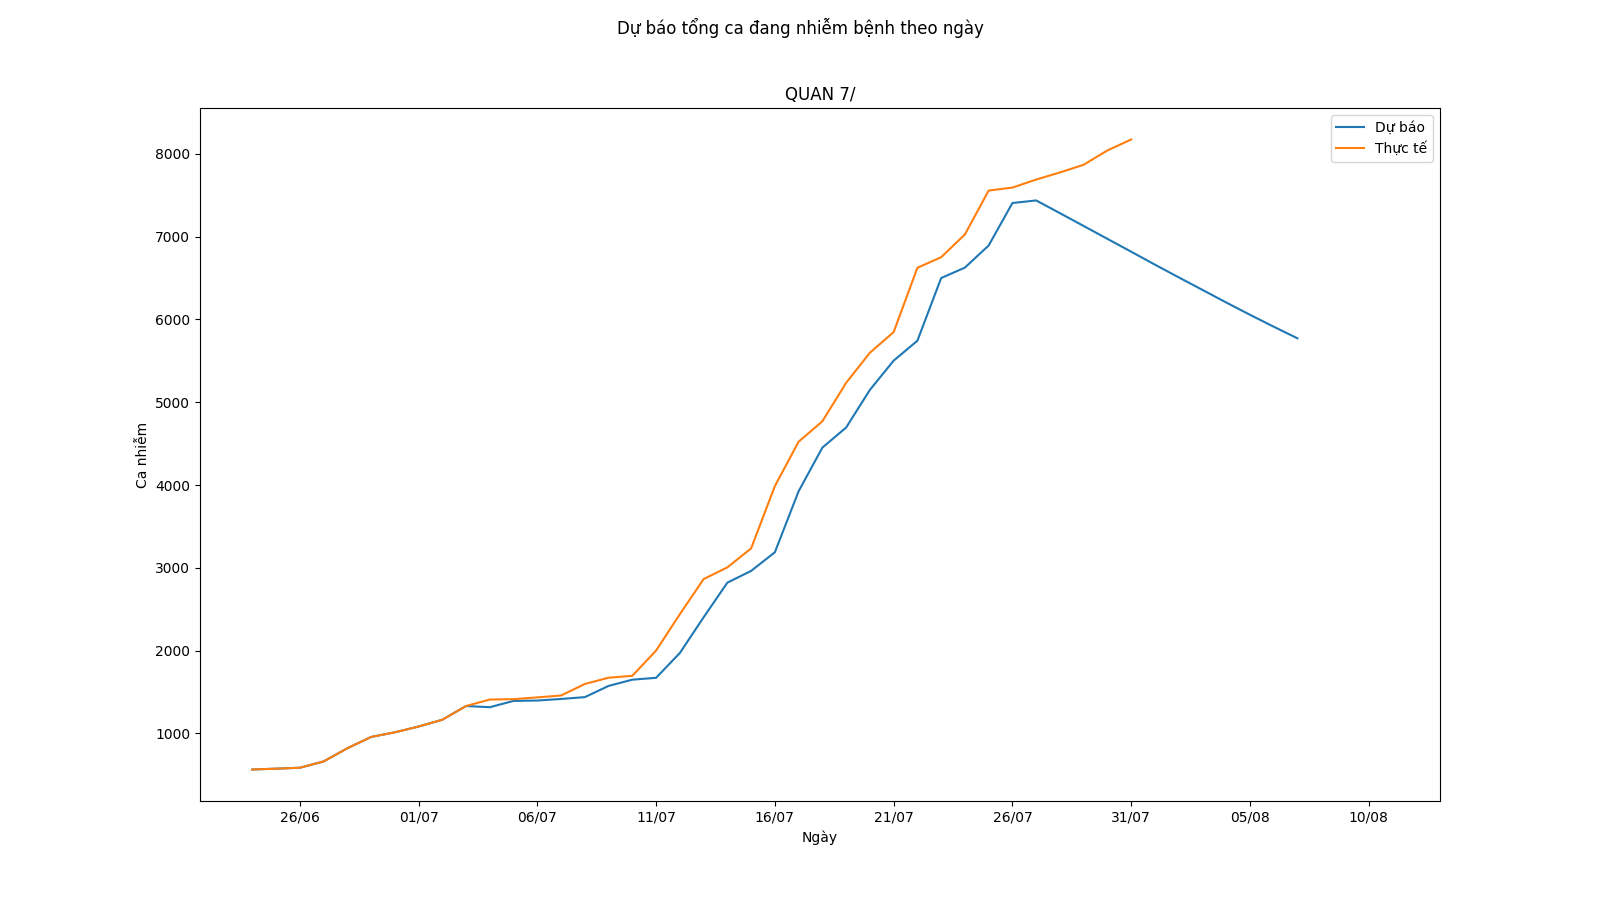 Dự báo tổng ca đang nhiễm bệnh theo ngày
QUAN 7/
Dự báo
Thực tế
8000
7000
6000
5000
4000
3000
2000
1000
Ca nhiễm
26/06 01/07 06/07 11/07 16/07 21/07 26/07 31/07 05/08 10/08
Ngày